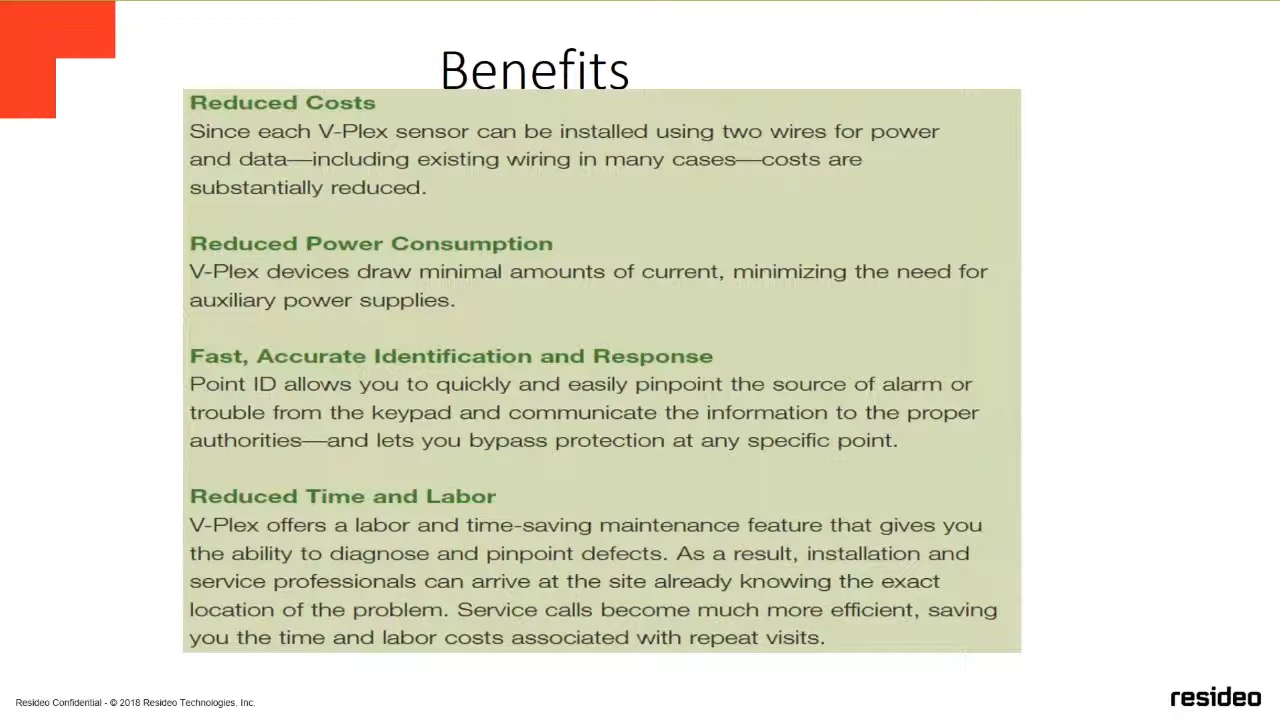 Benefits
Reduced Costs
Since each V-Plex sensor can be installed using two wires for power
and data—including existing wiring in many cases—costs are
substantially reduced.
Reduced Power Consumption
V-Plex devices draw minimal amounts of current, minimizing the need for
auxiliary power supplies.
Fast, Accurate Identification and Response
Point ID allows you to quickly and easily pinpoint the source of alarm or
trouble from the keypad and communicate the information to the proper
authorities—and lets you bypass protection at any specific point.
Reduced Time and Labor
V-Plex offers a labor and time-saving maintenance feature that gives you
the ability to diagnose and pinpoint defects. As a result, installation and
service professionals can arrive at the site already knowing the exact
location of the problem. Service calls become much more efficient, saving
you the time and labor costs associated with repeat visits.
Resideo Confidential - © 2018 Resideo Technologies, Inc.
resideo